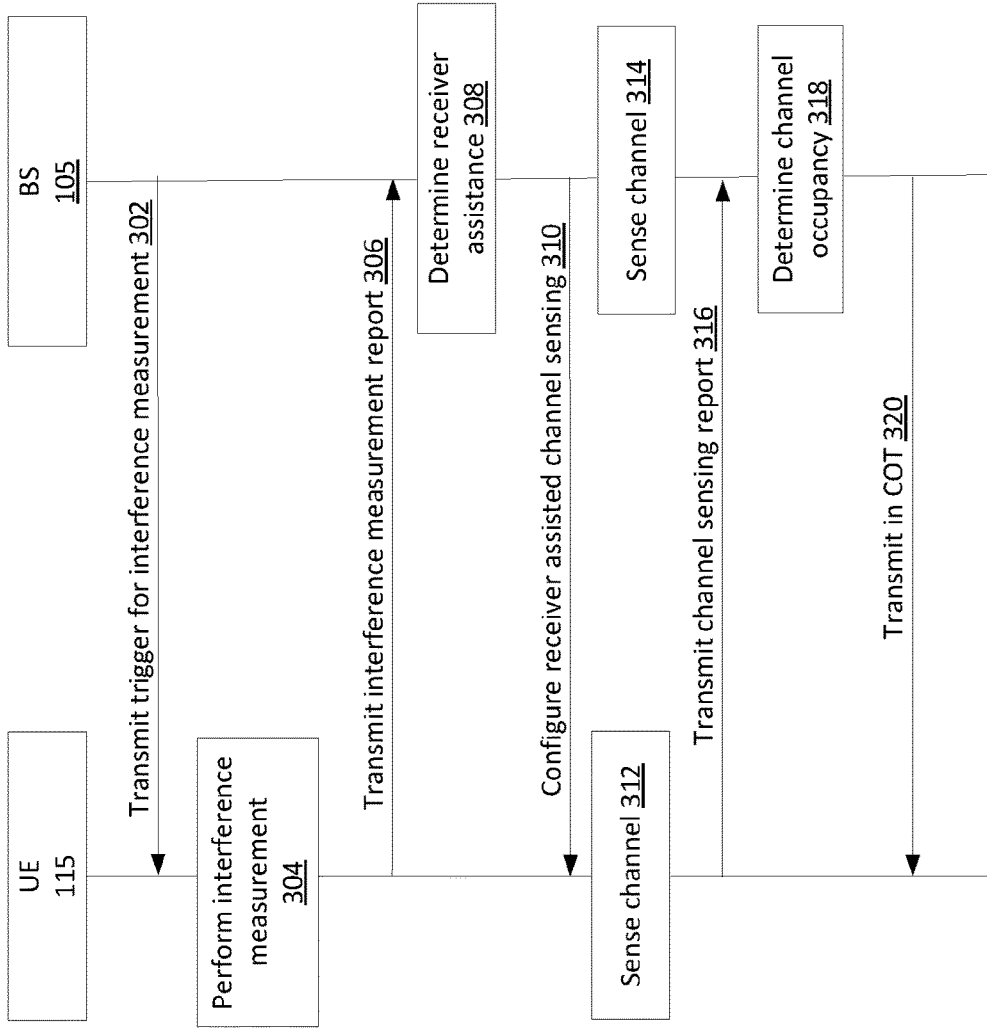 UE
115
BS
105
Transmit trigger for interference measurement 302
Perform interference
measurement
304
Transmit interference measurement report 306
Determine receiver
assistance 308
Configure receiver assisted channel sensing 310
Sense channel 312
Sense channel 314
Transmit channel sensing report 316
Determine channel
occupancy 318
Transmit in COT 320